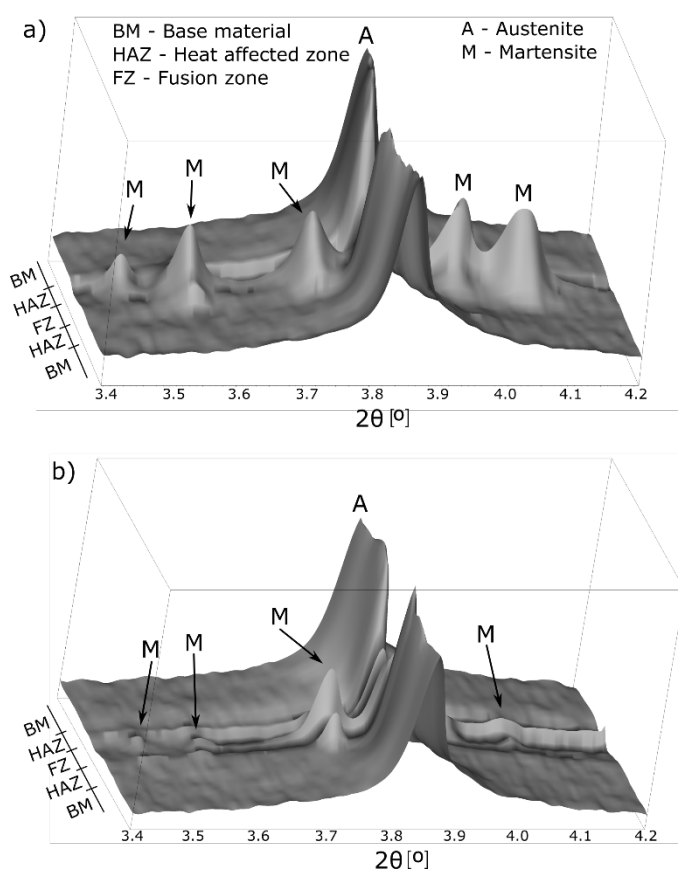 a)
BM - Base material
HAZ - Heat affected zone
FZ - Fusion zone
A
A - Austenite
M - Martensite
M
M
M
M
M
BM
HAZ
FZ
HAZ
BM
3.4 3.5 3.6 3.7 3.8 3.9 4.0 4.1 4.2
2θ [º]
b)
A
M
M
M
M
BM
HAZ
FZ
HAZ
BM
3.4 3.5 3.6 3.7 3.8 3.9 4.0 4.1 4.2
2θ [º]